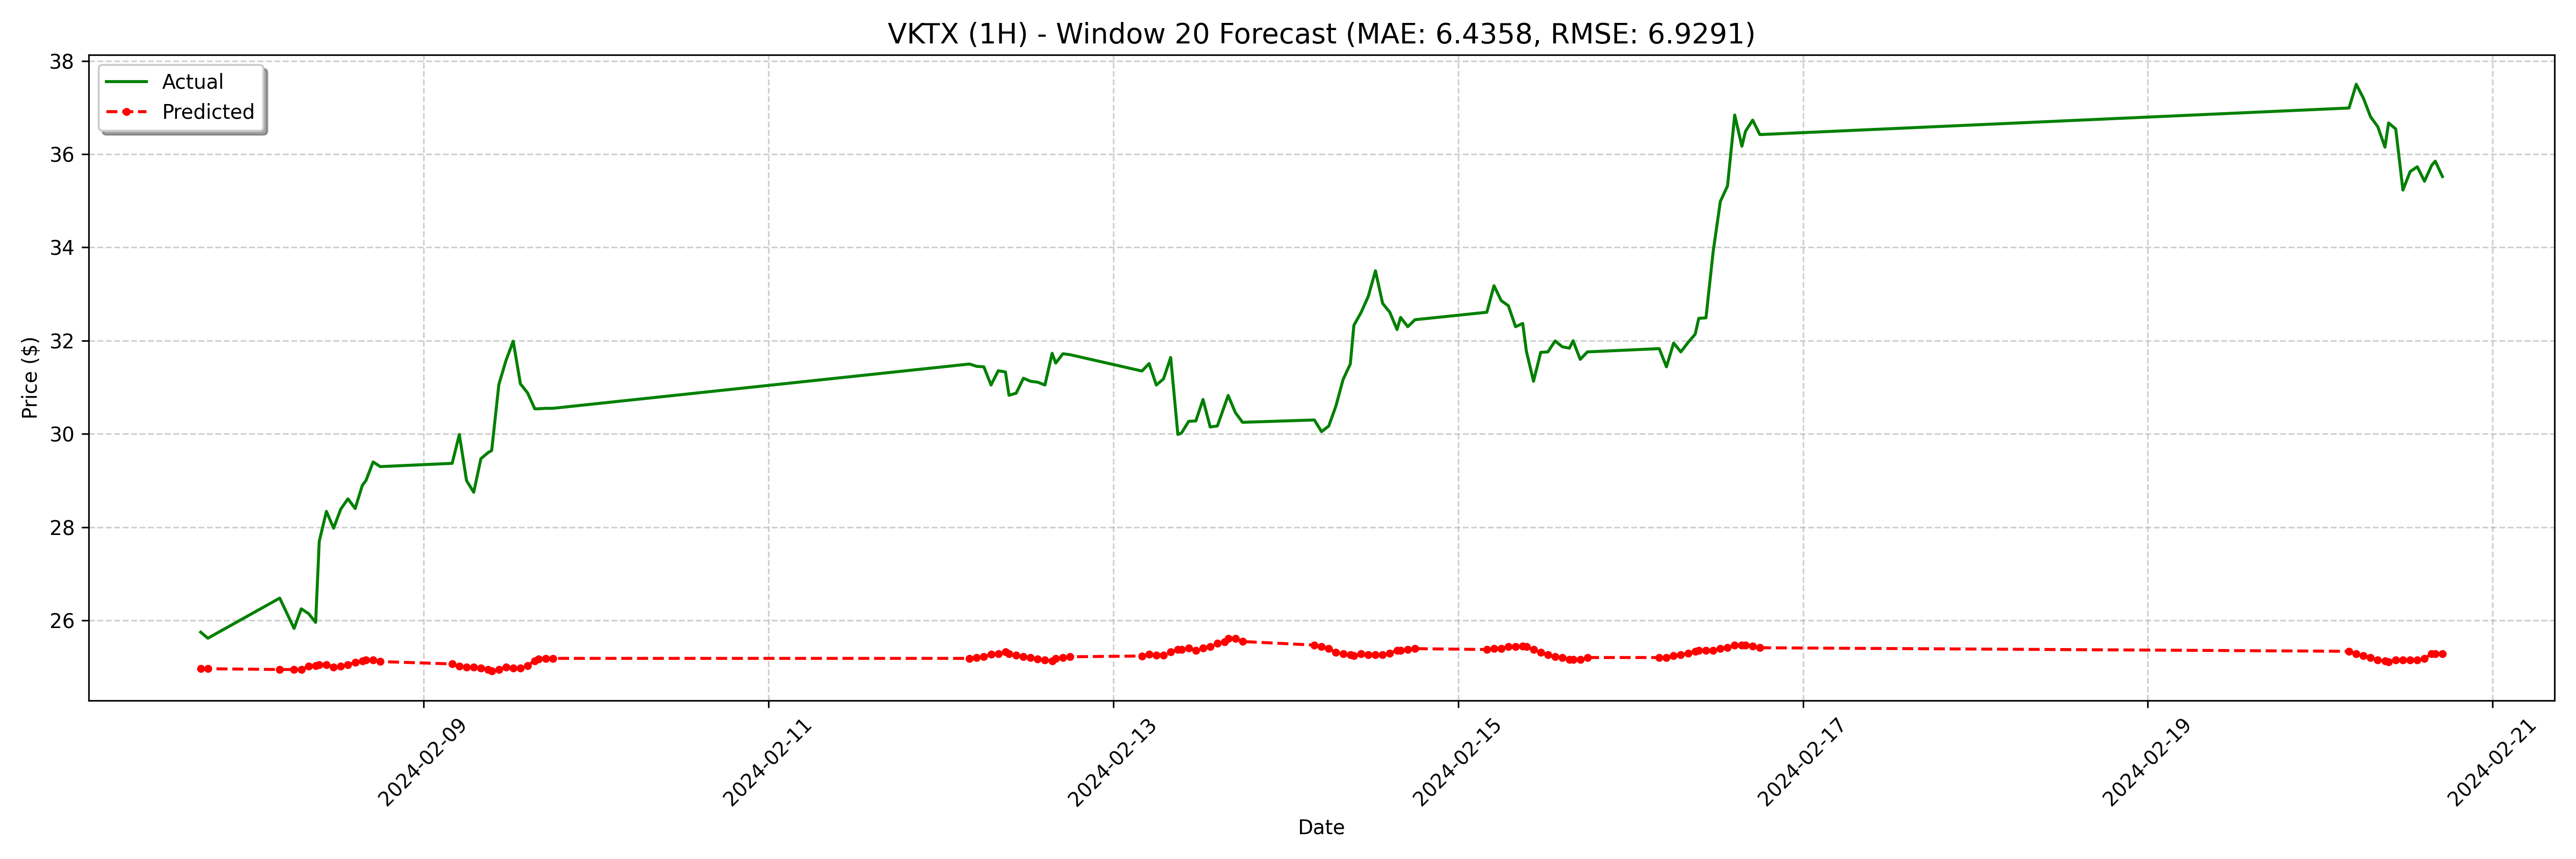 VKTX (1H) - Window 20 Forecast (MAE: 6.4358, RMSE: 6.9291)
Actual
Predicted
Price ($)
38
36
34
32
30
28
26
2024-02-09
2024-02-11
2024-02-13
2024-02-15
2024-02-17
2024-02-19
2024-02-21
Date